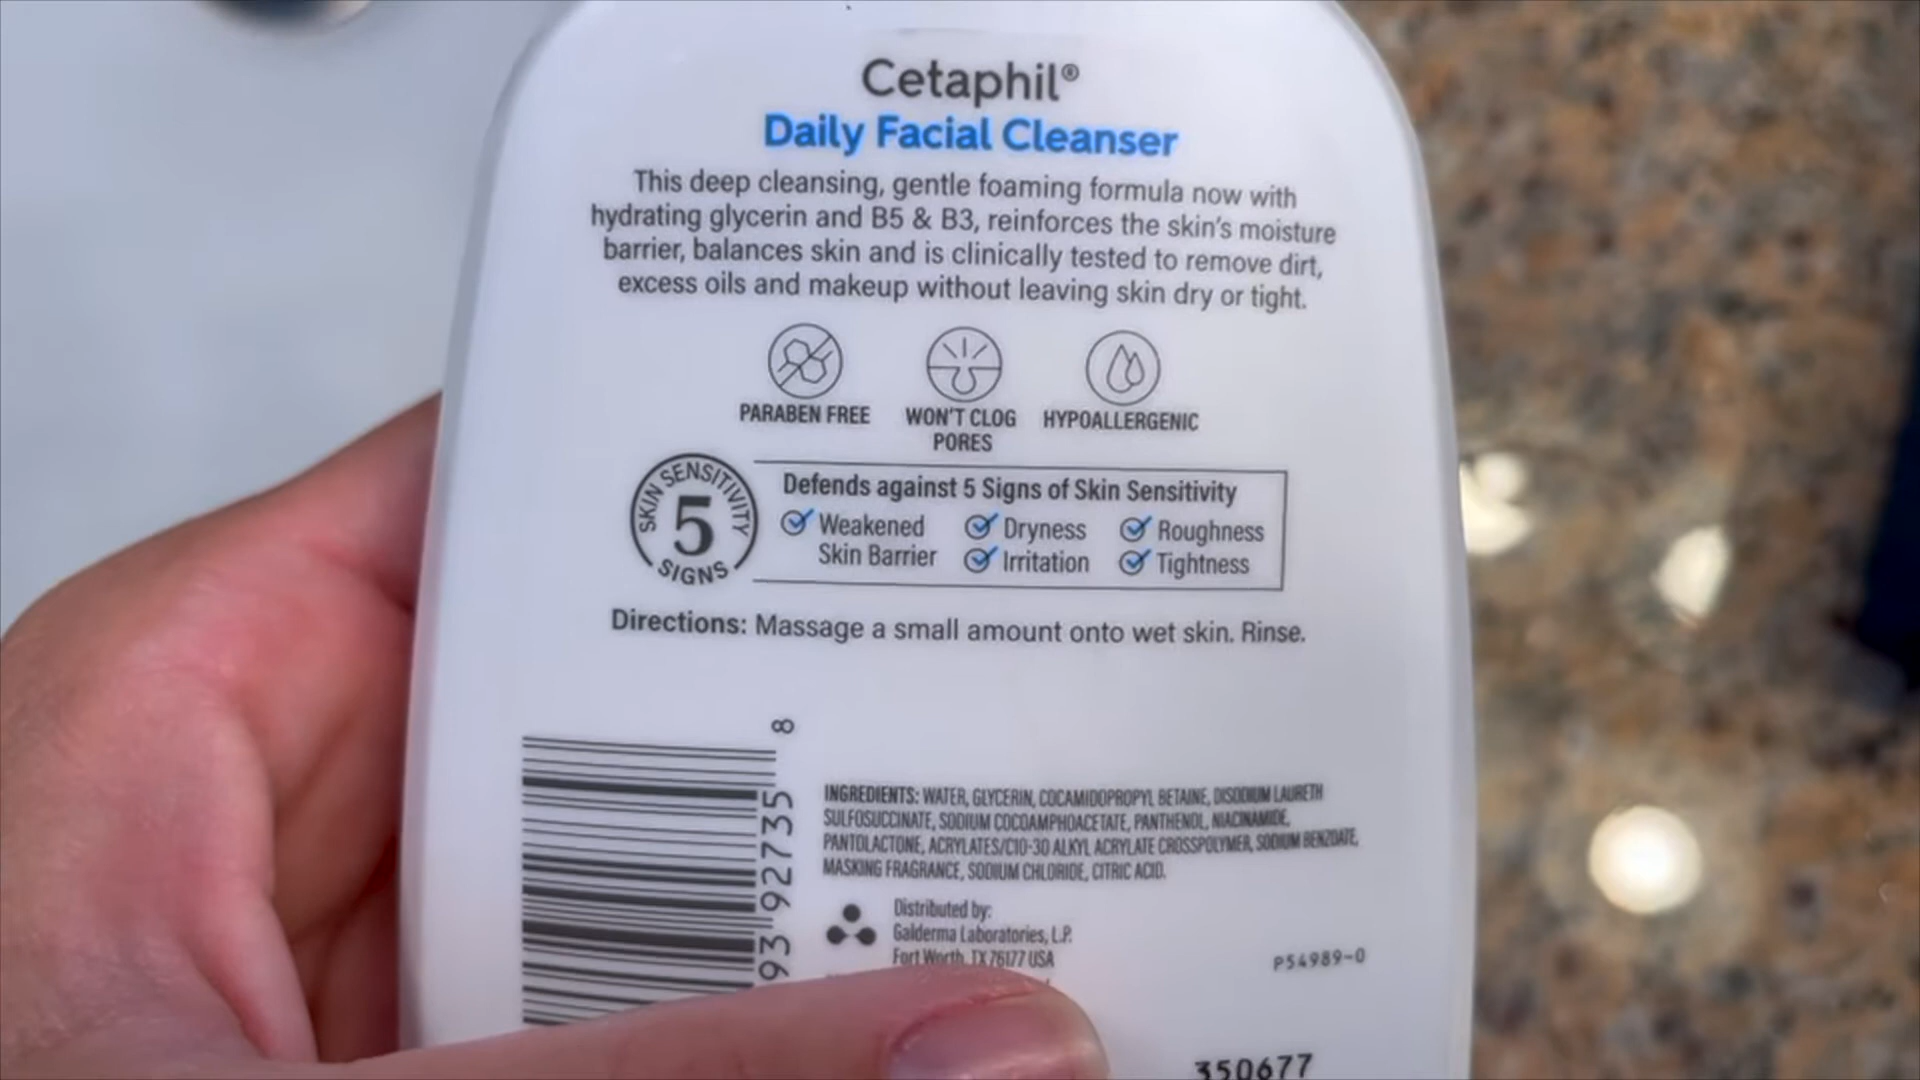 Cetaphil®
Daily Facial Cleanser
This deep cleansing, gentle foaming formula now with
hydrating glycerin and B5 & B3, reinforces the skin's moisture
barrier, balances skin and is clinically tested to remove dirt,
excess oils and makeup without leaving skin dry or tight.
PARABEN FREE
WON'T CLOG
PORES
HYPOALLERGENIC
SKIN SENSITIVITY
5
SIGNS
Defends against 5 Signs of Skin Sensitivity
Weakened
Skin Barrier
Dryness
Irritation
Roughness
Tightness
Directions: Massage a small amount onto wet skin. Rinse.
93 92735 8
INGREDIENTS: WATER, GLYCERIN, COCAMIDOPROPYL BETAINE, DISODIUM LAURETH
SULFOSUCCINATE, SODIUM COCOAMPHOACETATE, PANTHENOL, NIACINAMIDE,
PANTOLACTONE, ACRYLATES/C10-30 ALKYL ACRYLATE CROSSPOLYMER, SODIUM BENZOATE,
MASKING FRAGRANCE, SODIUM CHLORIDE, CITRIC ACID.
Distributed by:
Galderma Laboratories, L.P.
Fort Worth, TX 76177 USA
P54989-0
350677